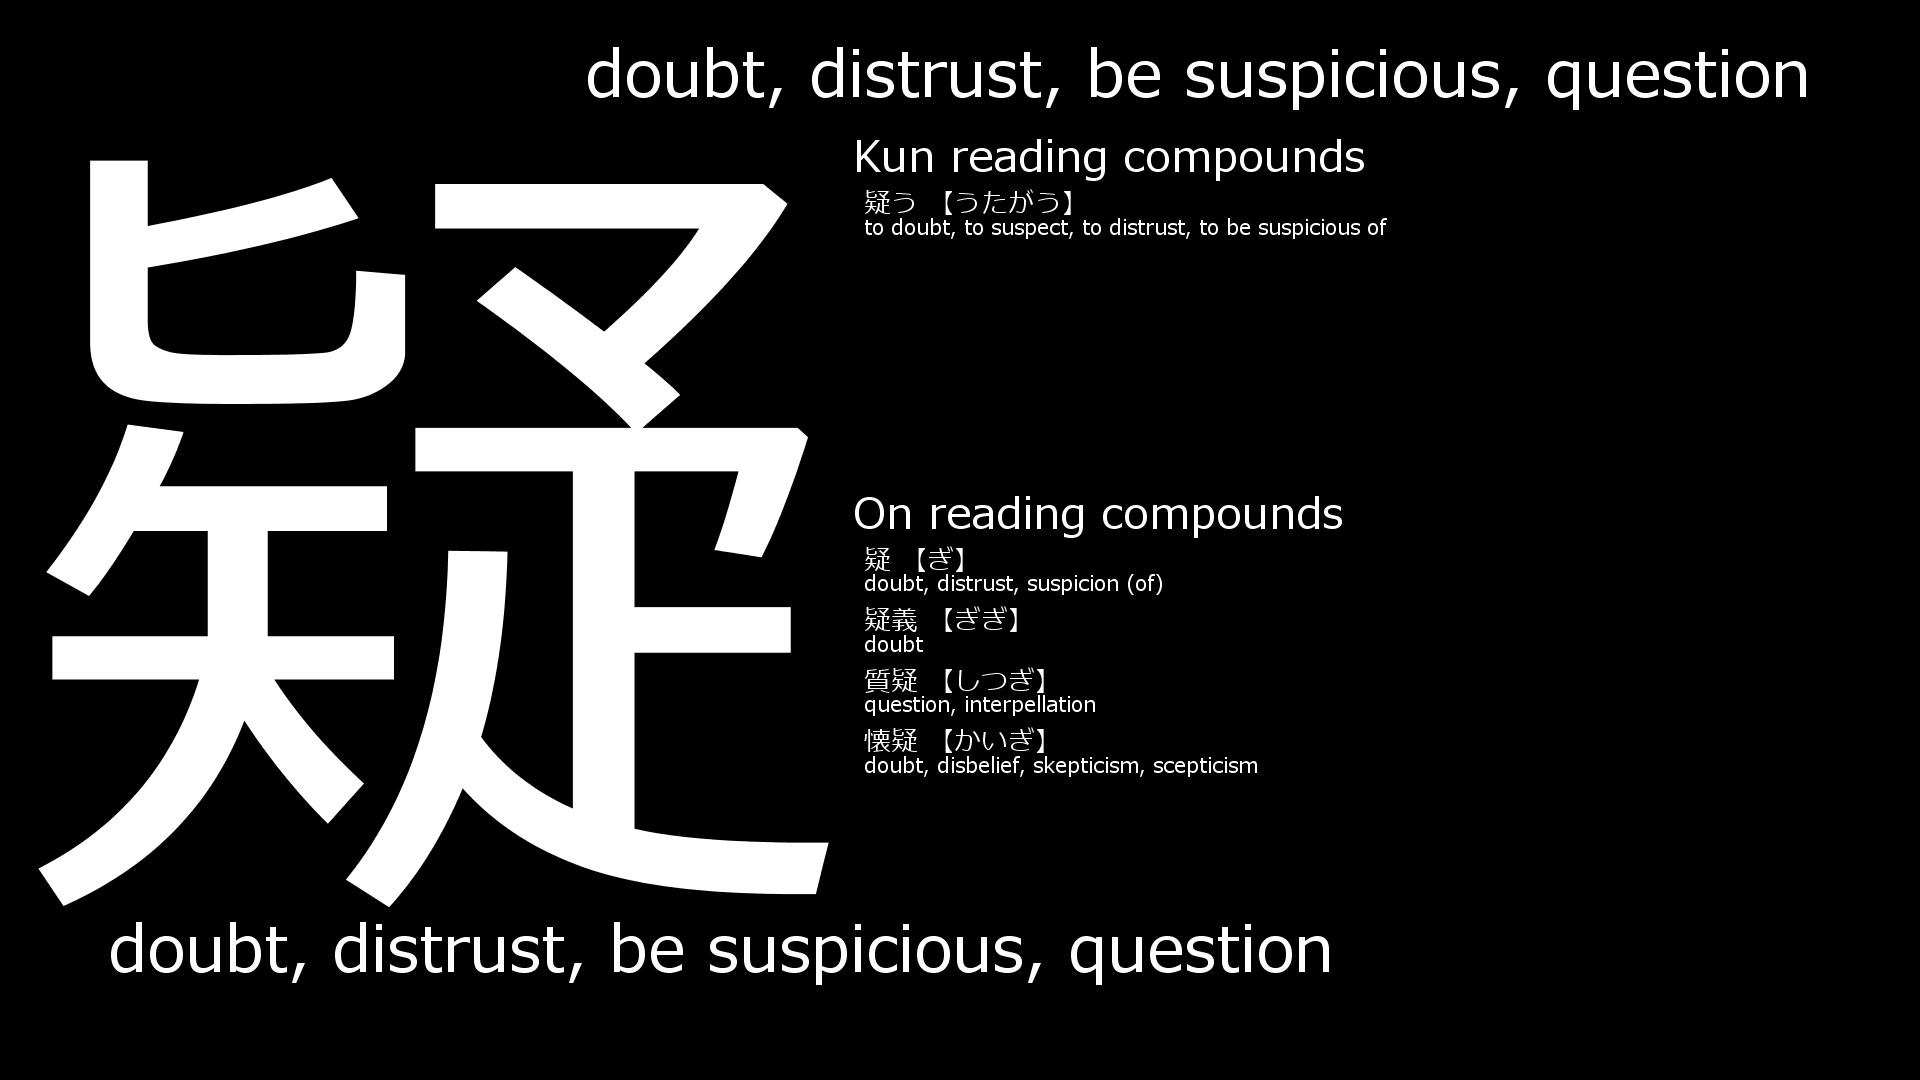 doubt, distrust, be suspicious, question
疑
Kun reading compounds
疑う 【うたがう】
to doubt, to suspect, to distrust, to be suspicious of
On reading compounds
疑 【ぎ】
doubt, distrust, suspicion (of)
疑義 【ぎぎ】
doubt
質疑 【しつぎ】
question, interpellation
懐疑 【かいぎ】
doubt, disbelief, skepticism, scepticism
doubt, distrust, be suspicious, question